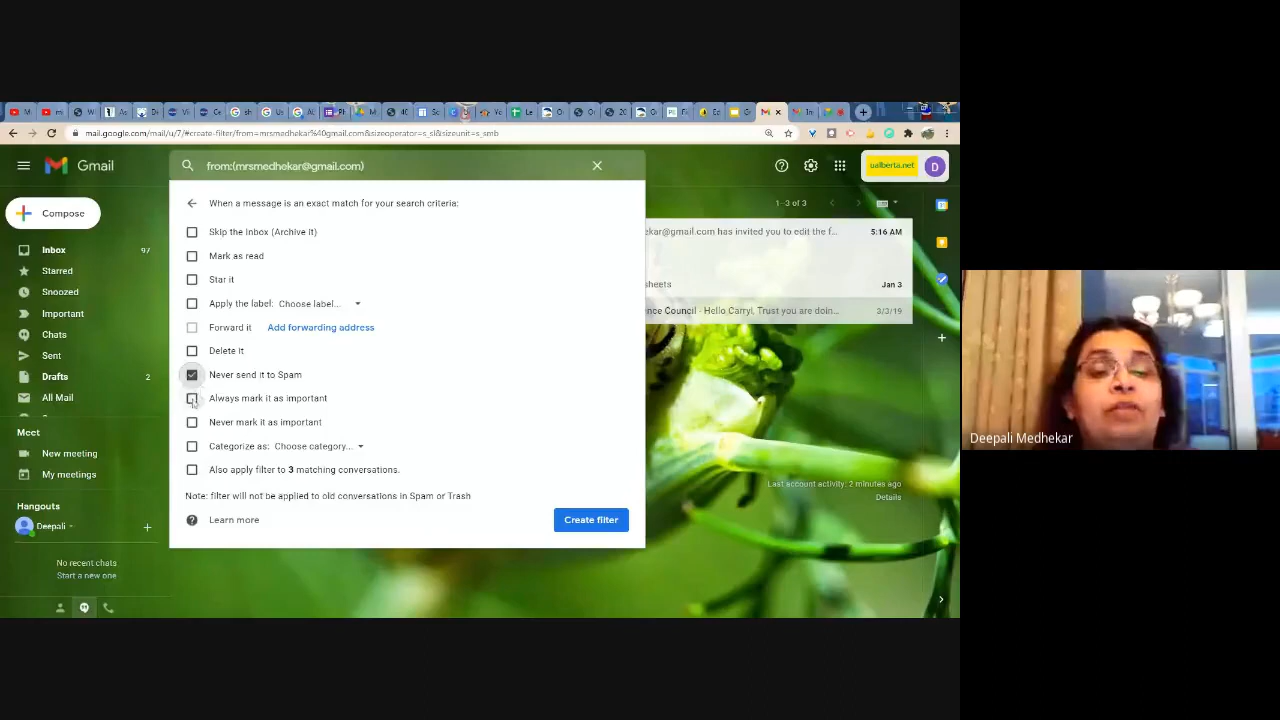 mail.google.com/mail/u/7/#create-filter/from=mrsmedhekar%40gmail.com&sizeoperator=s_sl&sizeunit=s_smb
Gmail
from:(mrsmedhekar@gmail.com)
ualberta.net
D
Compose
Inbox 97
Starred
Snoozed
Important
Chats
Sent
Drafts 2
All Mail
Meet
New meeting
My meetings
Hangouts
Deepali
No recent chats
Start a new one
When a message is an exact match for your search criteria:
Skip the Inbox (Archive it)
Mark as read
Star it
Apply the label: Choose label...
Forward it Add forwarding address
Delete it
Never send it to Spam
Always mark it as important
Never mark it as important
Categorize as: Choose category...
Also apply filter to 3 matching conversations.
Note: filter will not be applied to old conversations in Spam or Trash
Learn more
Create filter
1–3 of 3
ekar@gmail.com has invited you to edit the f... 5:16 AM
heets Jan 3
nce Council - Hello Carryl, Trust you are doin... 3/3/19
Last account activity: 2 minutes ago
Details
Deepali Medhekar